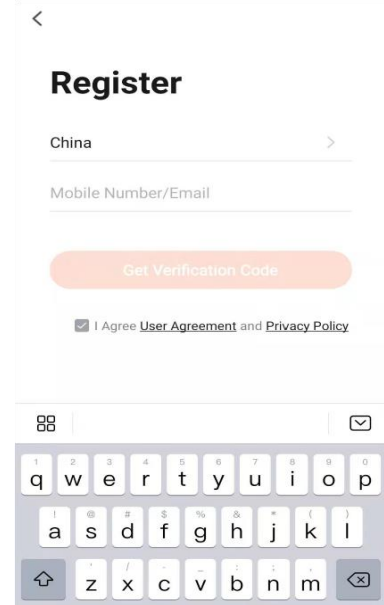 Register
China
Mobile Number/Email
Get Verification Code
I Agree User Agreement and Privacy Policy
1 2 3 4 5 6 7 8 9 0
q w e r t y u i o p
! @ # $ % & * ( )
a s d f g h j k l
z x c v b n m